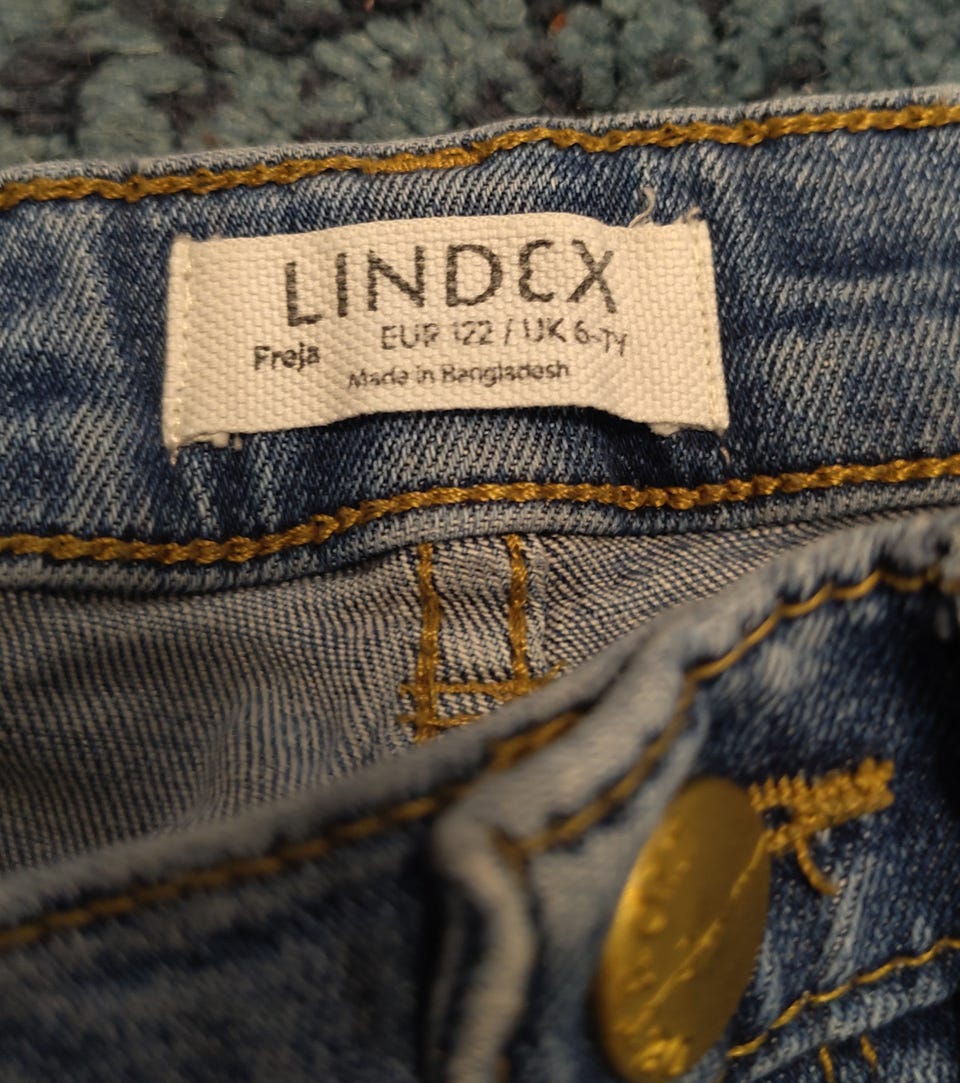 LINDEX
Freja EUR 122 / UK 6-7Y
Made in Bangladesh